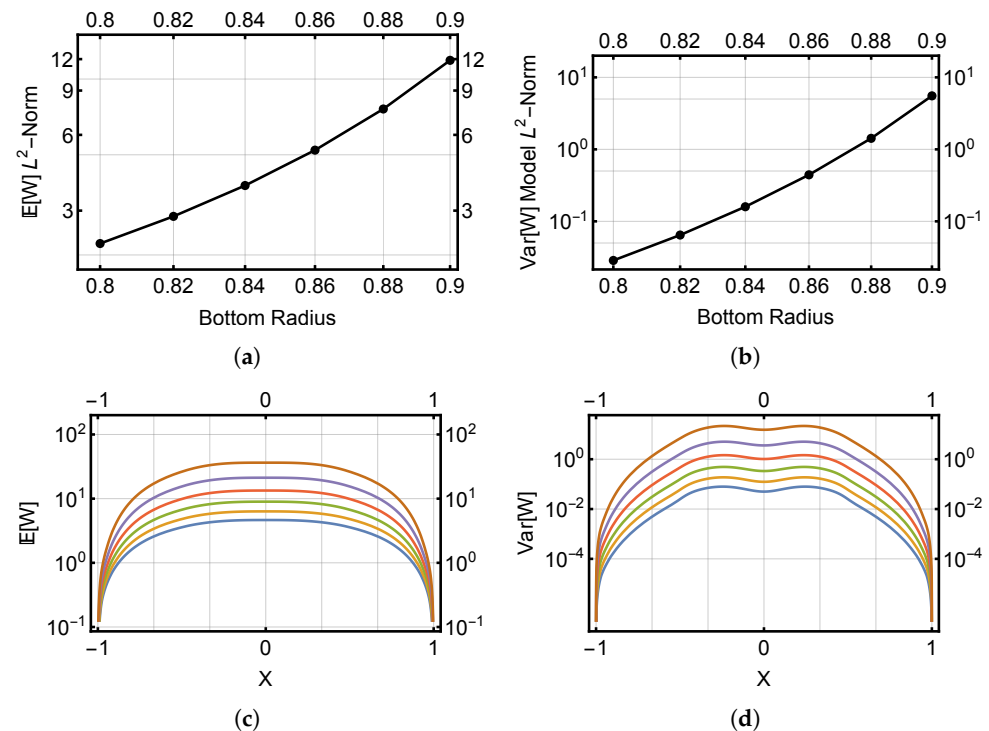 0.8 0.82 0.84 0.86 0.88 0.9
12 12
9 9
6 6
3 3
𝔼[W] L²−Norm
0.8 0.82 0.84 0.86 0.88 0.9
Bottom Radius
(a)
0.8 0.82 0.84 0.86 0.88 0.9
10¹ 10¹
10⁰ 10⁰
10⁻¹ 10⁻¹
Var[W] Model L²−Norm
0.8 0.82 0.84 0.86 0.88 0.9
Bottom Radius
(b)
−1 0 1
10² 10²
10¹ 10¹
10⁰ 10⁰
10⁻¹ 10⁻¹
𝔼[W]
−1 0 1
X
(c)
−1 0 1
10⁰ 10⁰
10⁻² 10⁻²
10⁻⁴ 10⁻⁴
Var[W]
−1 0 1
X
(d)